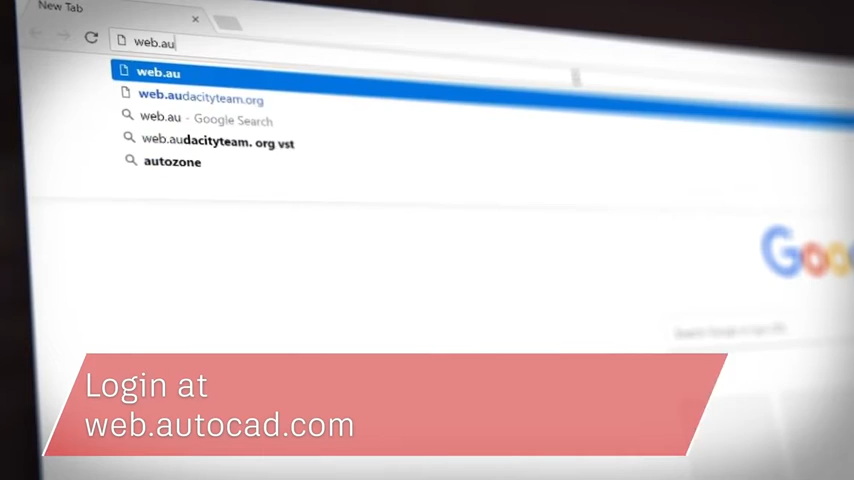 New Tab
web.au
web.au
web.audacityteam.org
web.au - Google Search
web.audacityteam. org vst
autozone
Goo
Login at
web.autocad.com